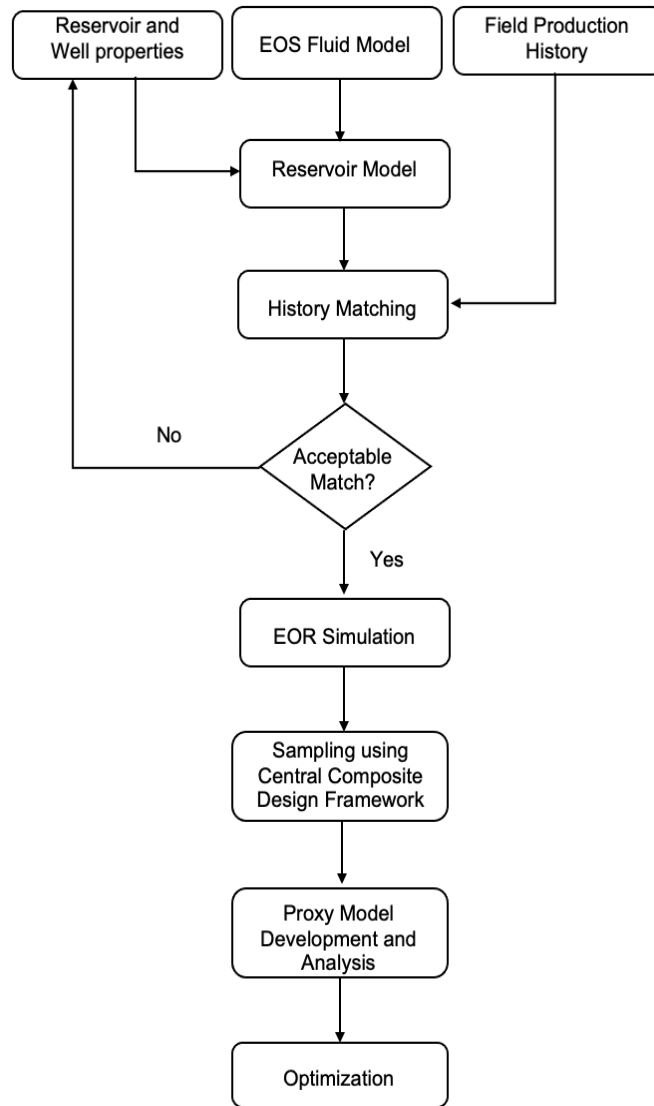 Reservoir and
Well properties
EOS Fluid Model
Field Production
History
Reservoir Model
History Matching
No
Acceptable
Match?
Yes
EOR Simulation
Sampling using
Central Composite
Design Framework
Proxy Model
Development and
Analysis
Optimization